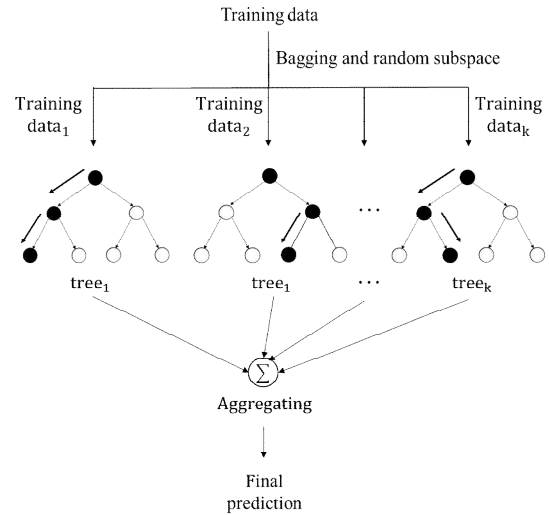 Training data
Bagging and random subspace
Training
data₁
Training
data₂
Training
dataₖ
...
tree₁
tree₁
...
treeₖ
∑
Aggregating
Final
prediction